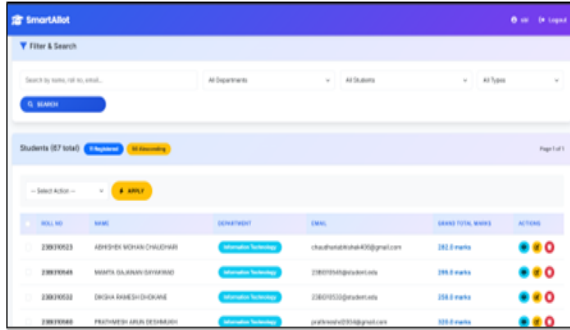 SmartAllot
Logout
Filter & Search
Search by name, roll no, email...
All Departments
All Students
All Types
SEARCH
Students (67 total)
Page 1 of 1
-- Select Action --
APPLY
ROLL NO NAME DEPARTMENT EMAIL GRAND TOTAL MARKS ACTIONS
ABHISHEK MOHAN CHAUDHARI Information Technology 292.0 marks
MAMTA GAJANAN GAYAKWAD Information Technology 299.0 marks
DIKSHA RAMESH DHOKANE Information Technology 258.0 marks
PRATHMESH ARUN DESHMUKH Information Technology 320.0 marks